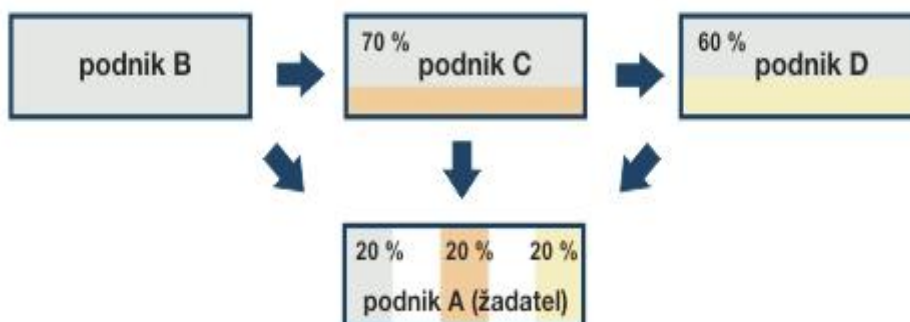 podnik B
70 %
podnik C
60 %
podnik D
20 %
20 %
20 %
podnik A (žadatel)